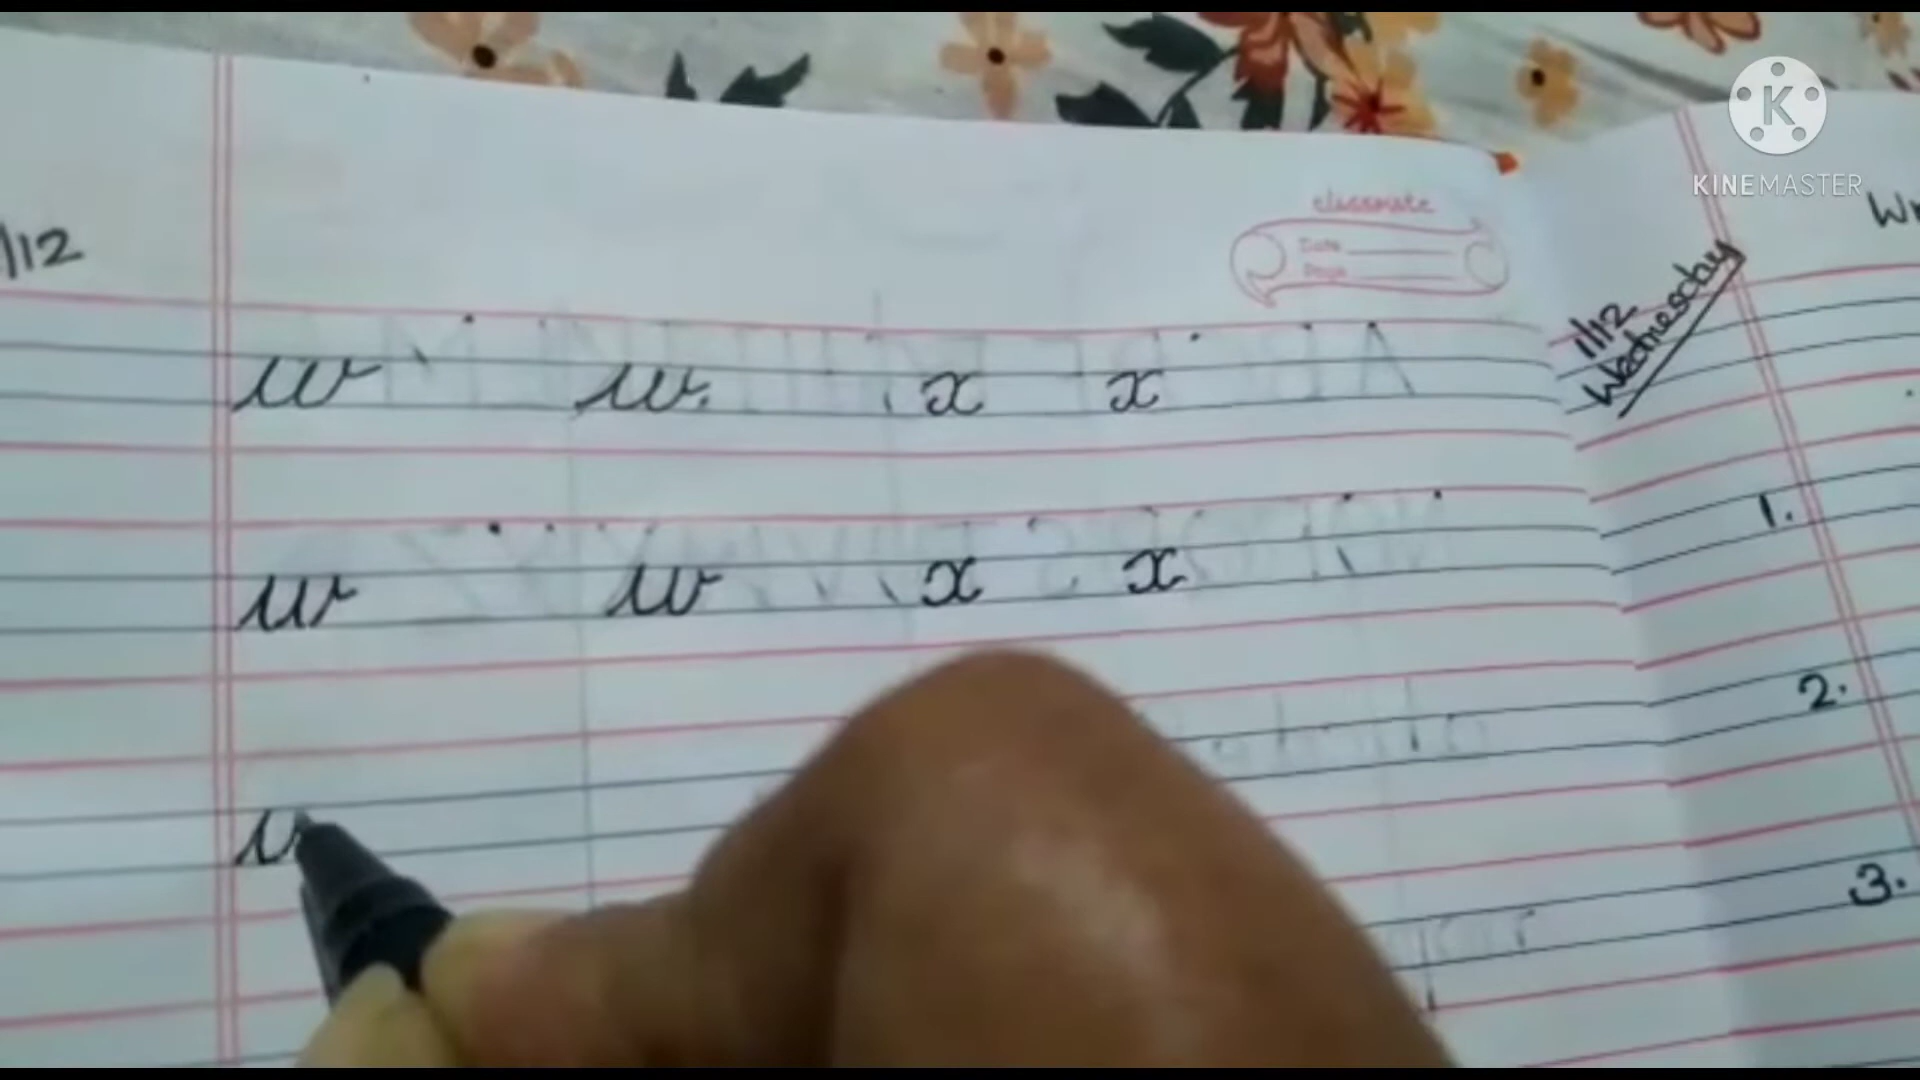 KINEMASTER
classmate
Date
Page
/12
w w x x
w w x x
1/12
Wednesday
1.
2.
3.